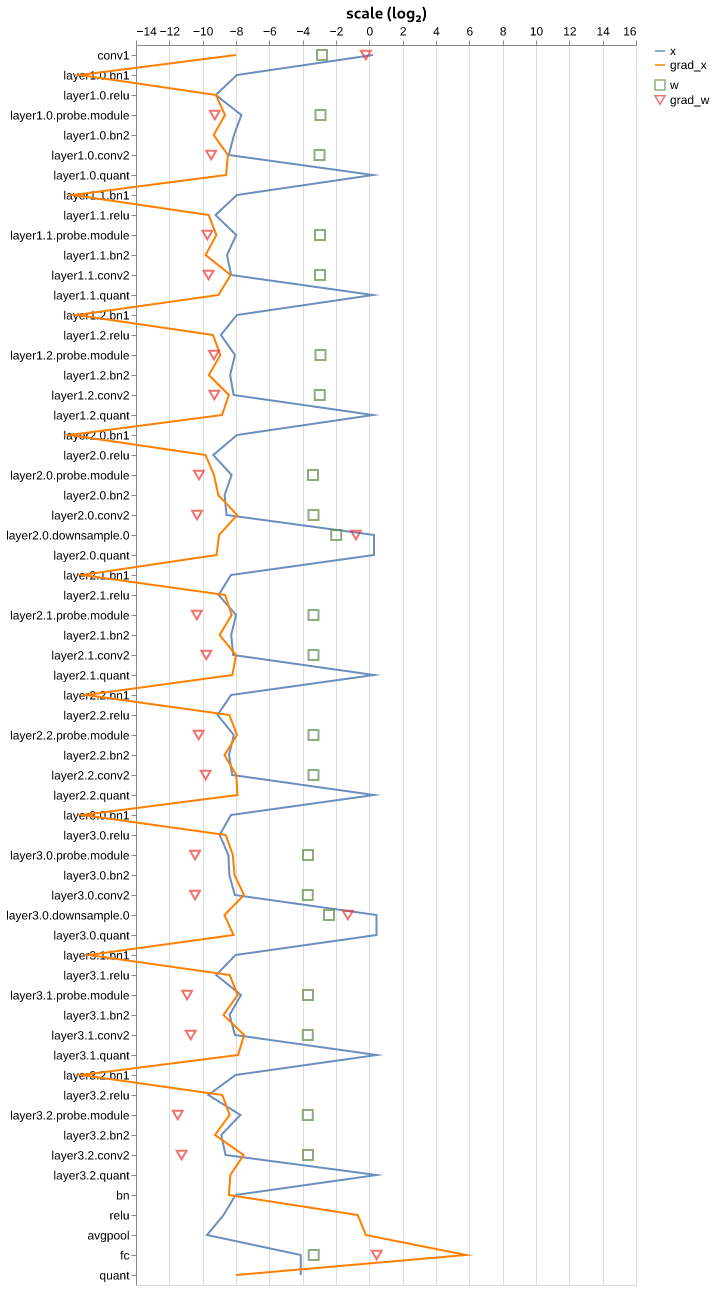 scale (log₂)
−14 −12 −10 −8 −6 −4 −2 0 2 4 6 8 10 12 14 16
x
grad_x
w
grad_w
conv1
layer1.0.bn1
layer1.0.relu
layer1.0.probe.module
layer1.0.bn2
layer1.0.conv2
layer1.0.quant
layer1.1.bn1
layer1.1.relu
layer1.1.probe.module
layer1.1.bn2
layer1.1.conv2
layer1.1.quant
layer1.2.bn1
layer1.2.relu
layer1.2.probe.module
layer1.2.bn2
layer1.2.conv2
layer1.2.quant
layer2.0.bn1
layer2.0.relu
layer2.0.probe.module
layer2.0.bn2
layer2.0.conv2
layer2.0.downsample.0
layer2.0.quant
layer2.1.bn1
layer2.1.relu
layer2.1.probe.module
layer2.1.bn2
layer2.1.conv2
layer2.1.quant
layer2.2.bn1
layer2.2.relu
layer2.2.probe.module
layer2.2.bn2
layer2.2.conv2
layer2.2.quant
layer3.0.bn1
layer3.0.relu
layer3.0.probe.module
layer3.0.bn2
layer3.0.conv2
layer3.0.downsample.0
layer3.0.quant
layer3.1.bn1
layer3.1.relu
layer3.1.probe.module
layer3.1.bn2
layer3.1.conv2
layer3.1.quant
layer3.2.bn1
layer3.2.relu
layer3.2.probe.module
layer3.2.bn2
layer3.2.conv2
layer3.2.quant
bn
relu
avgpool
fc
quant